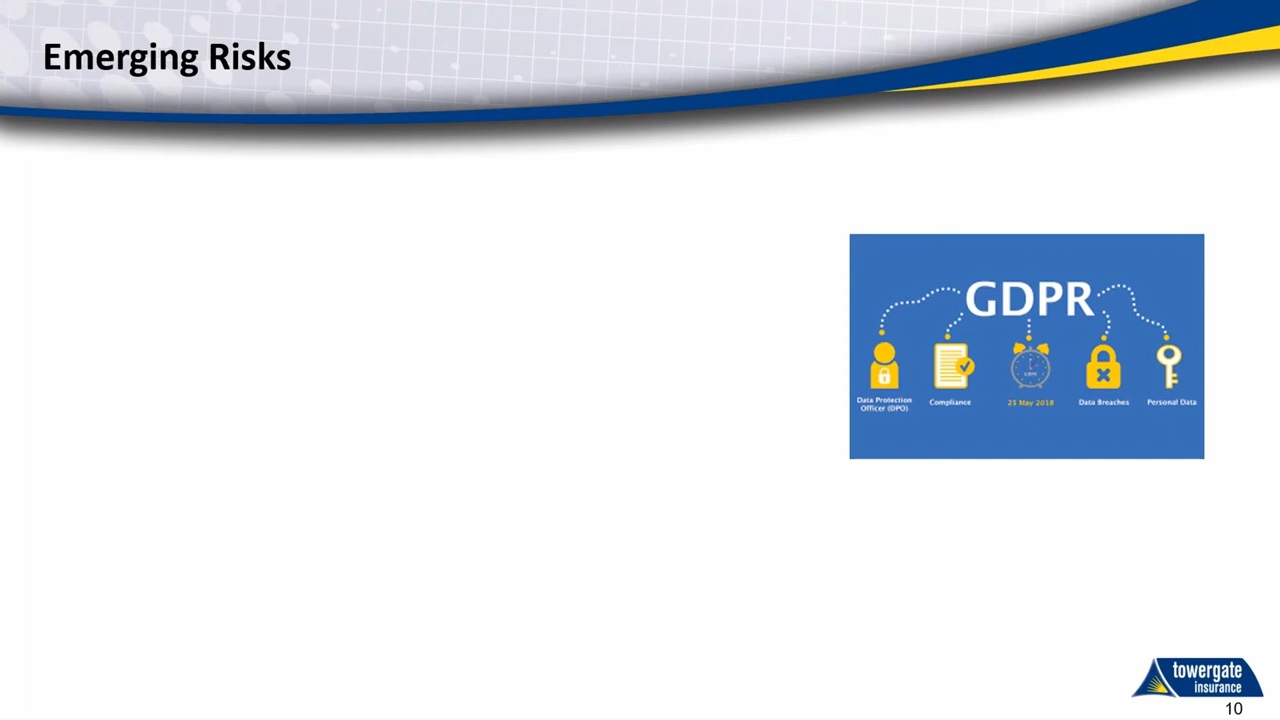 Emerging Risks
GDPR
Data Protection
Officer (DPO)
Compliance
25 May 2018
Data Breaches
Personal Data
towergate
insurance
10